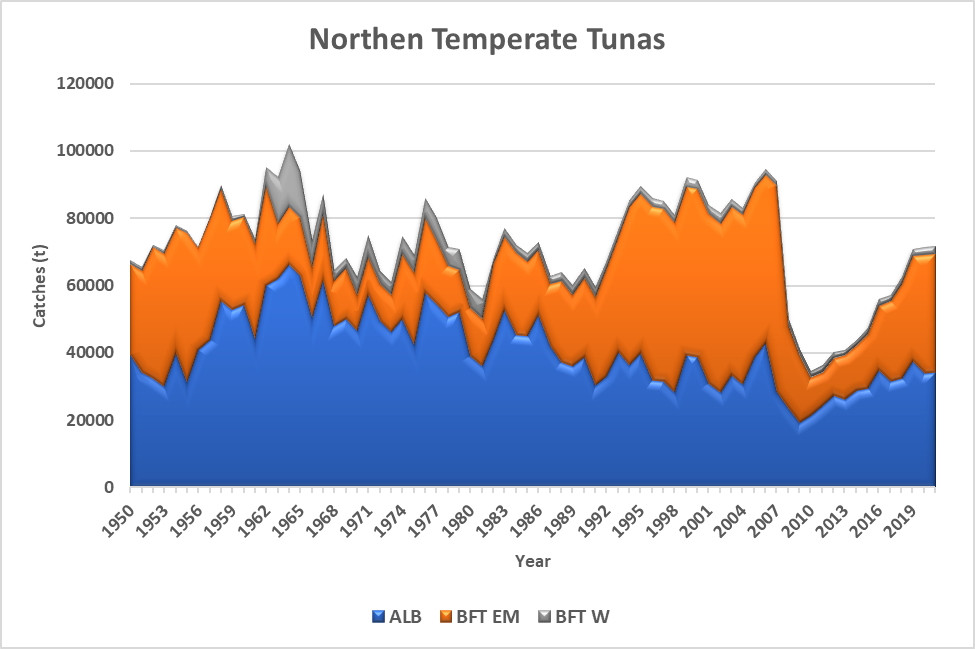 Northen Temperate Tunas
120000
100000
80000
60000
40000
20000
0
Catches (t)
1950 1953 1956 1959 1962 1965 1968 1971 1974 1977 1980 1983 1986 1989 1992 1995 1998 2001 2004 2007 2010 2013 2016 2019
Year
ALB BFT EM BFT W